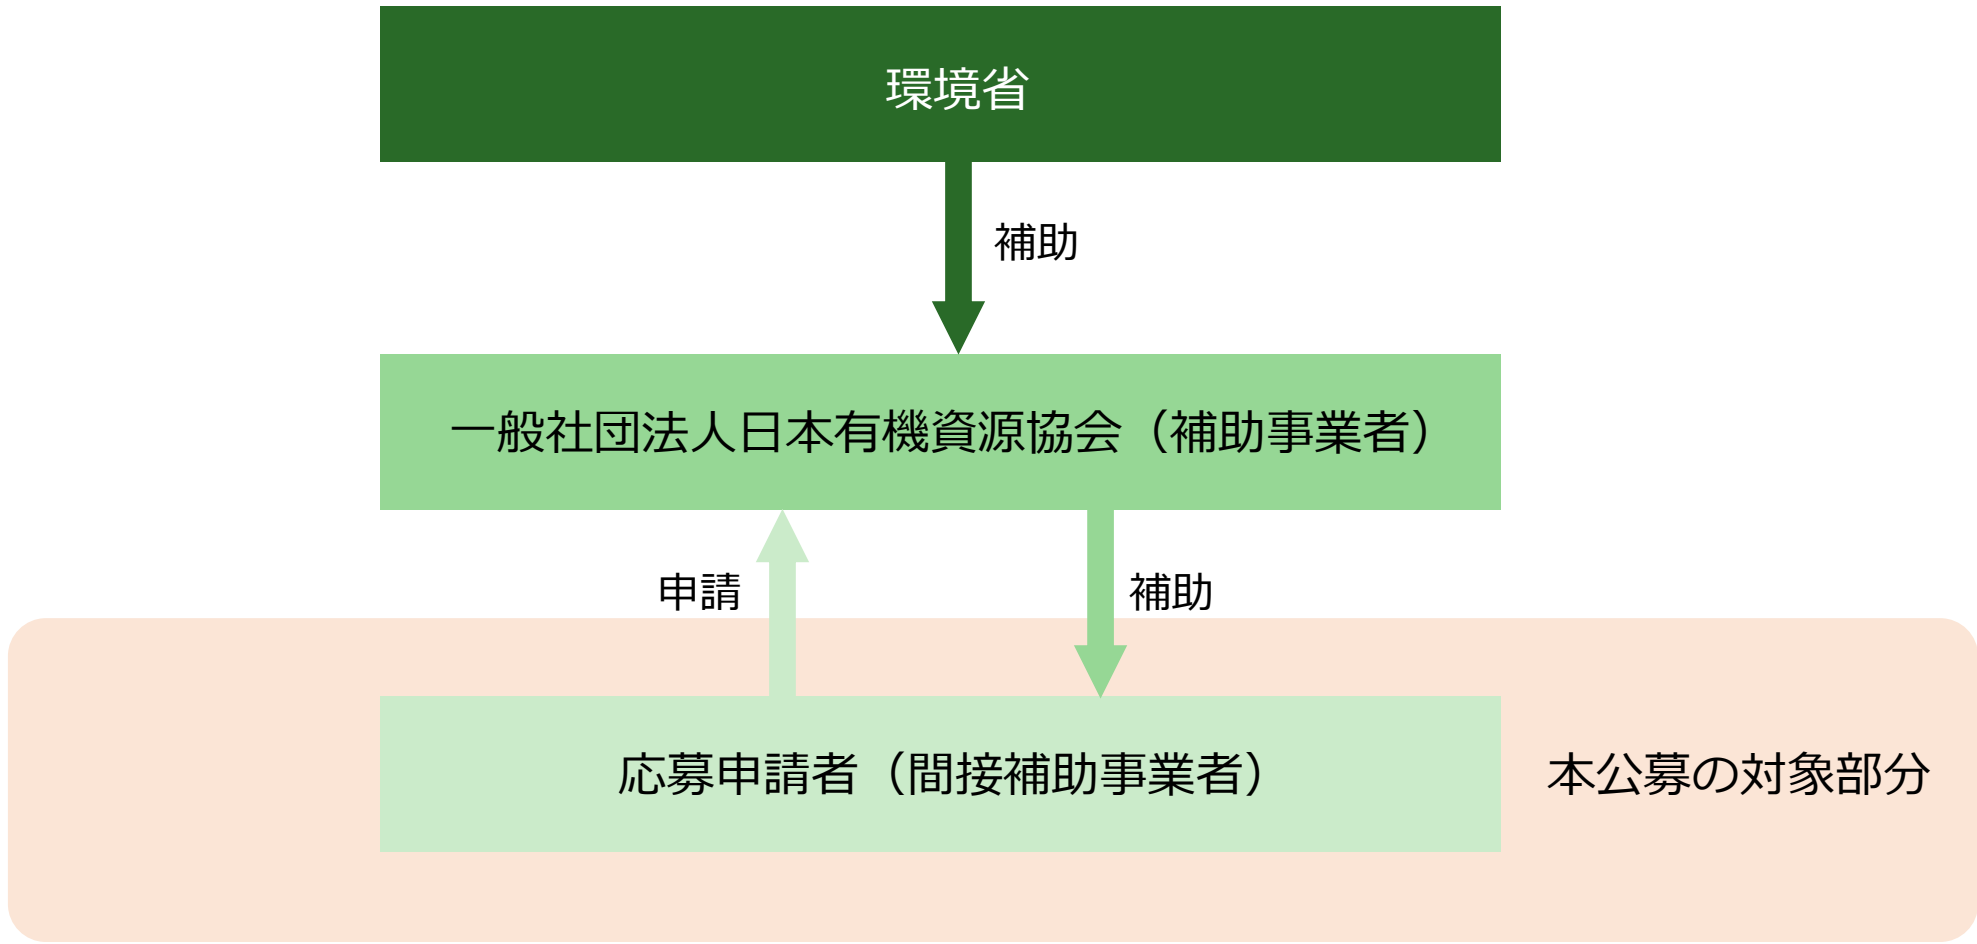 環境省
補助
一般社団法人日本有機資源協会（補助事業者）
申請
補助
応募申請者（間接補助事業者）
本公募の対象部分